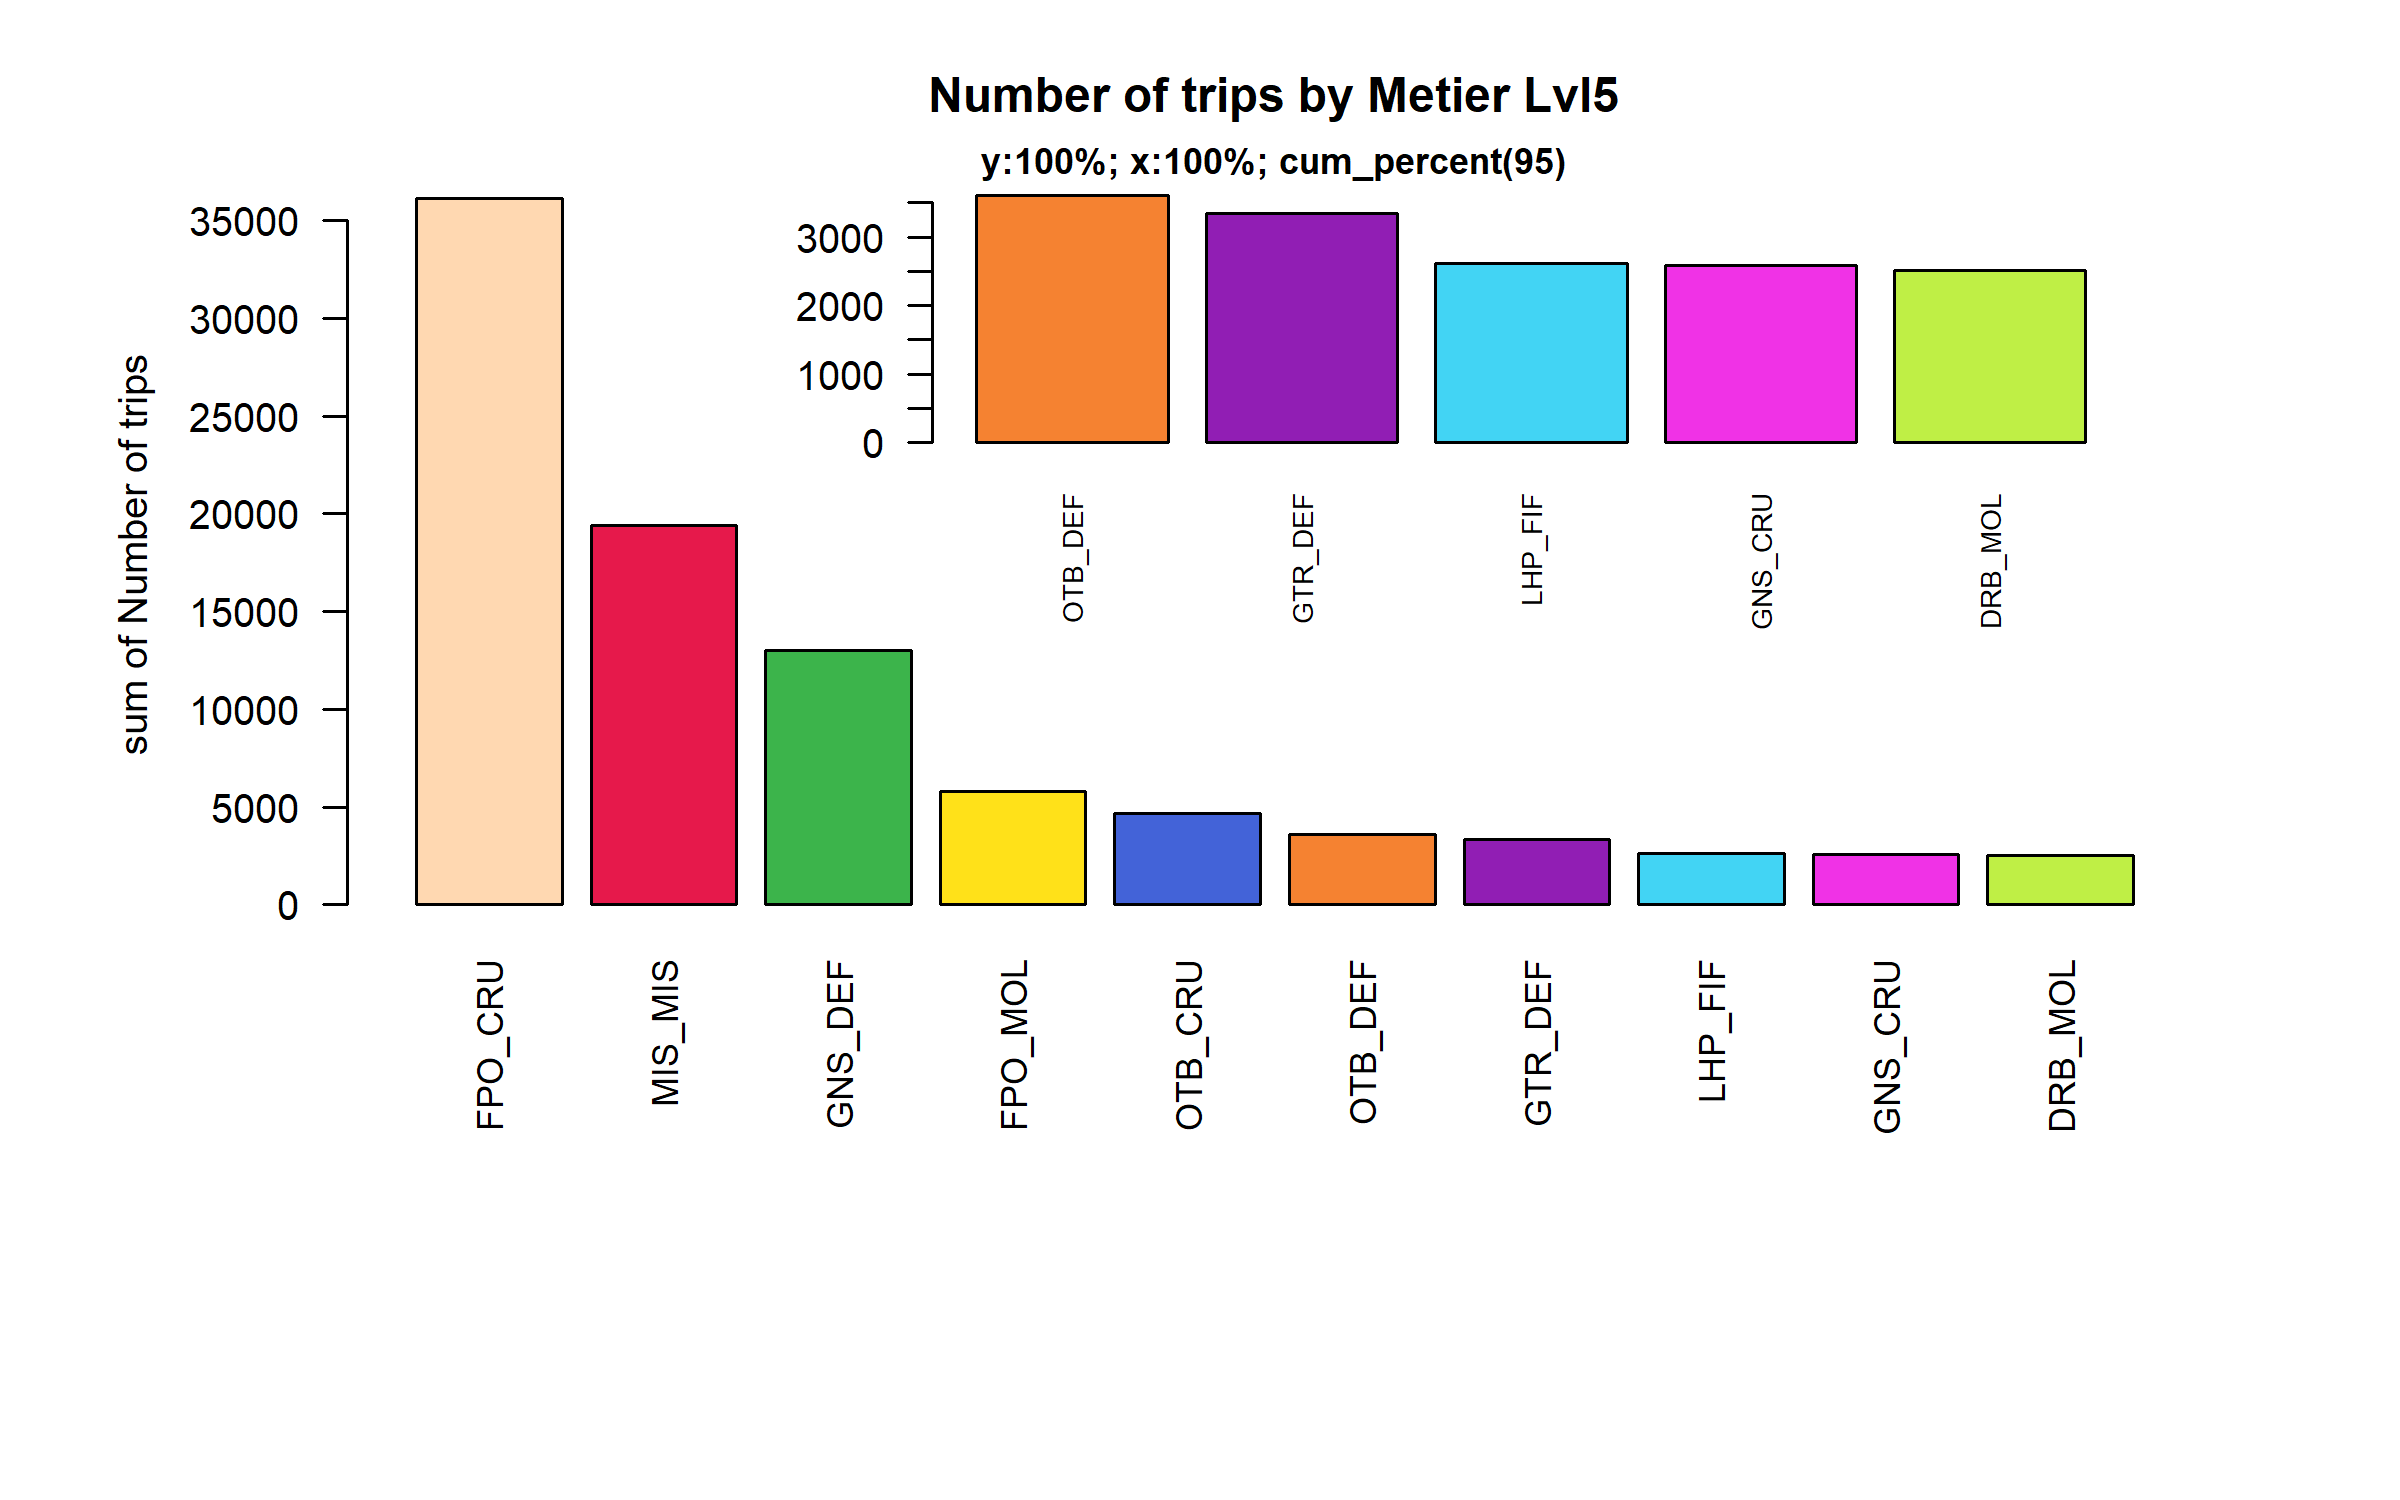 Number of trips by Metier Lvl5
y:100%; x:100%; cum_percent(95)
sum of Number of trips
35000
30000
25000
20000
15000
10000
5000
0
3000
2000
1000
0
OTB_DEF
GTR_DEF
LHP_FIF
GNS_CRU
DRB_MOL
FPO_CRU
MIS_MIS
GNS_DEF
FPO_MOL
OTB_CRU
OTB_DEF
GTR_DEF
LHP_FIF
GNS_CRU
DRB_MOL